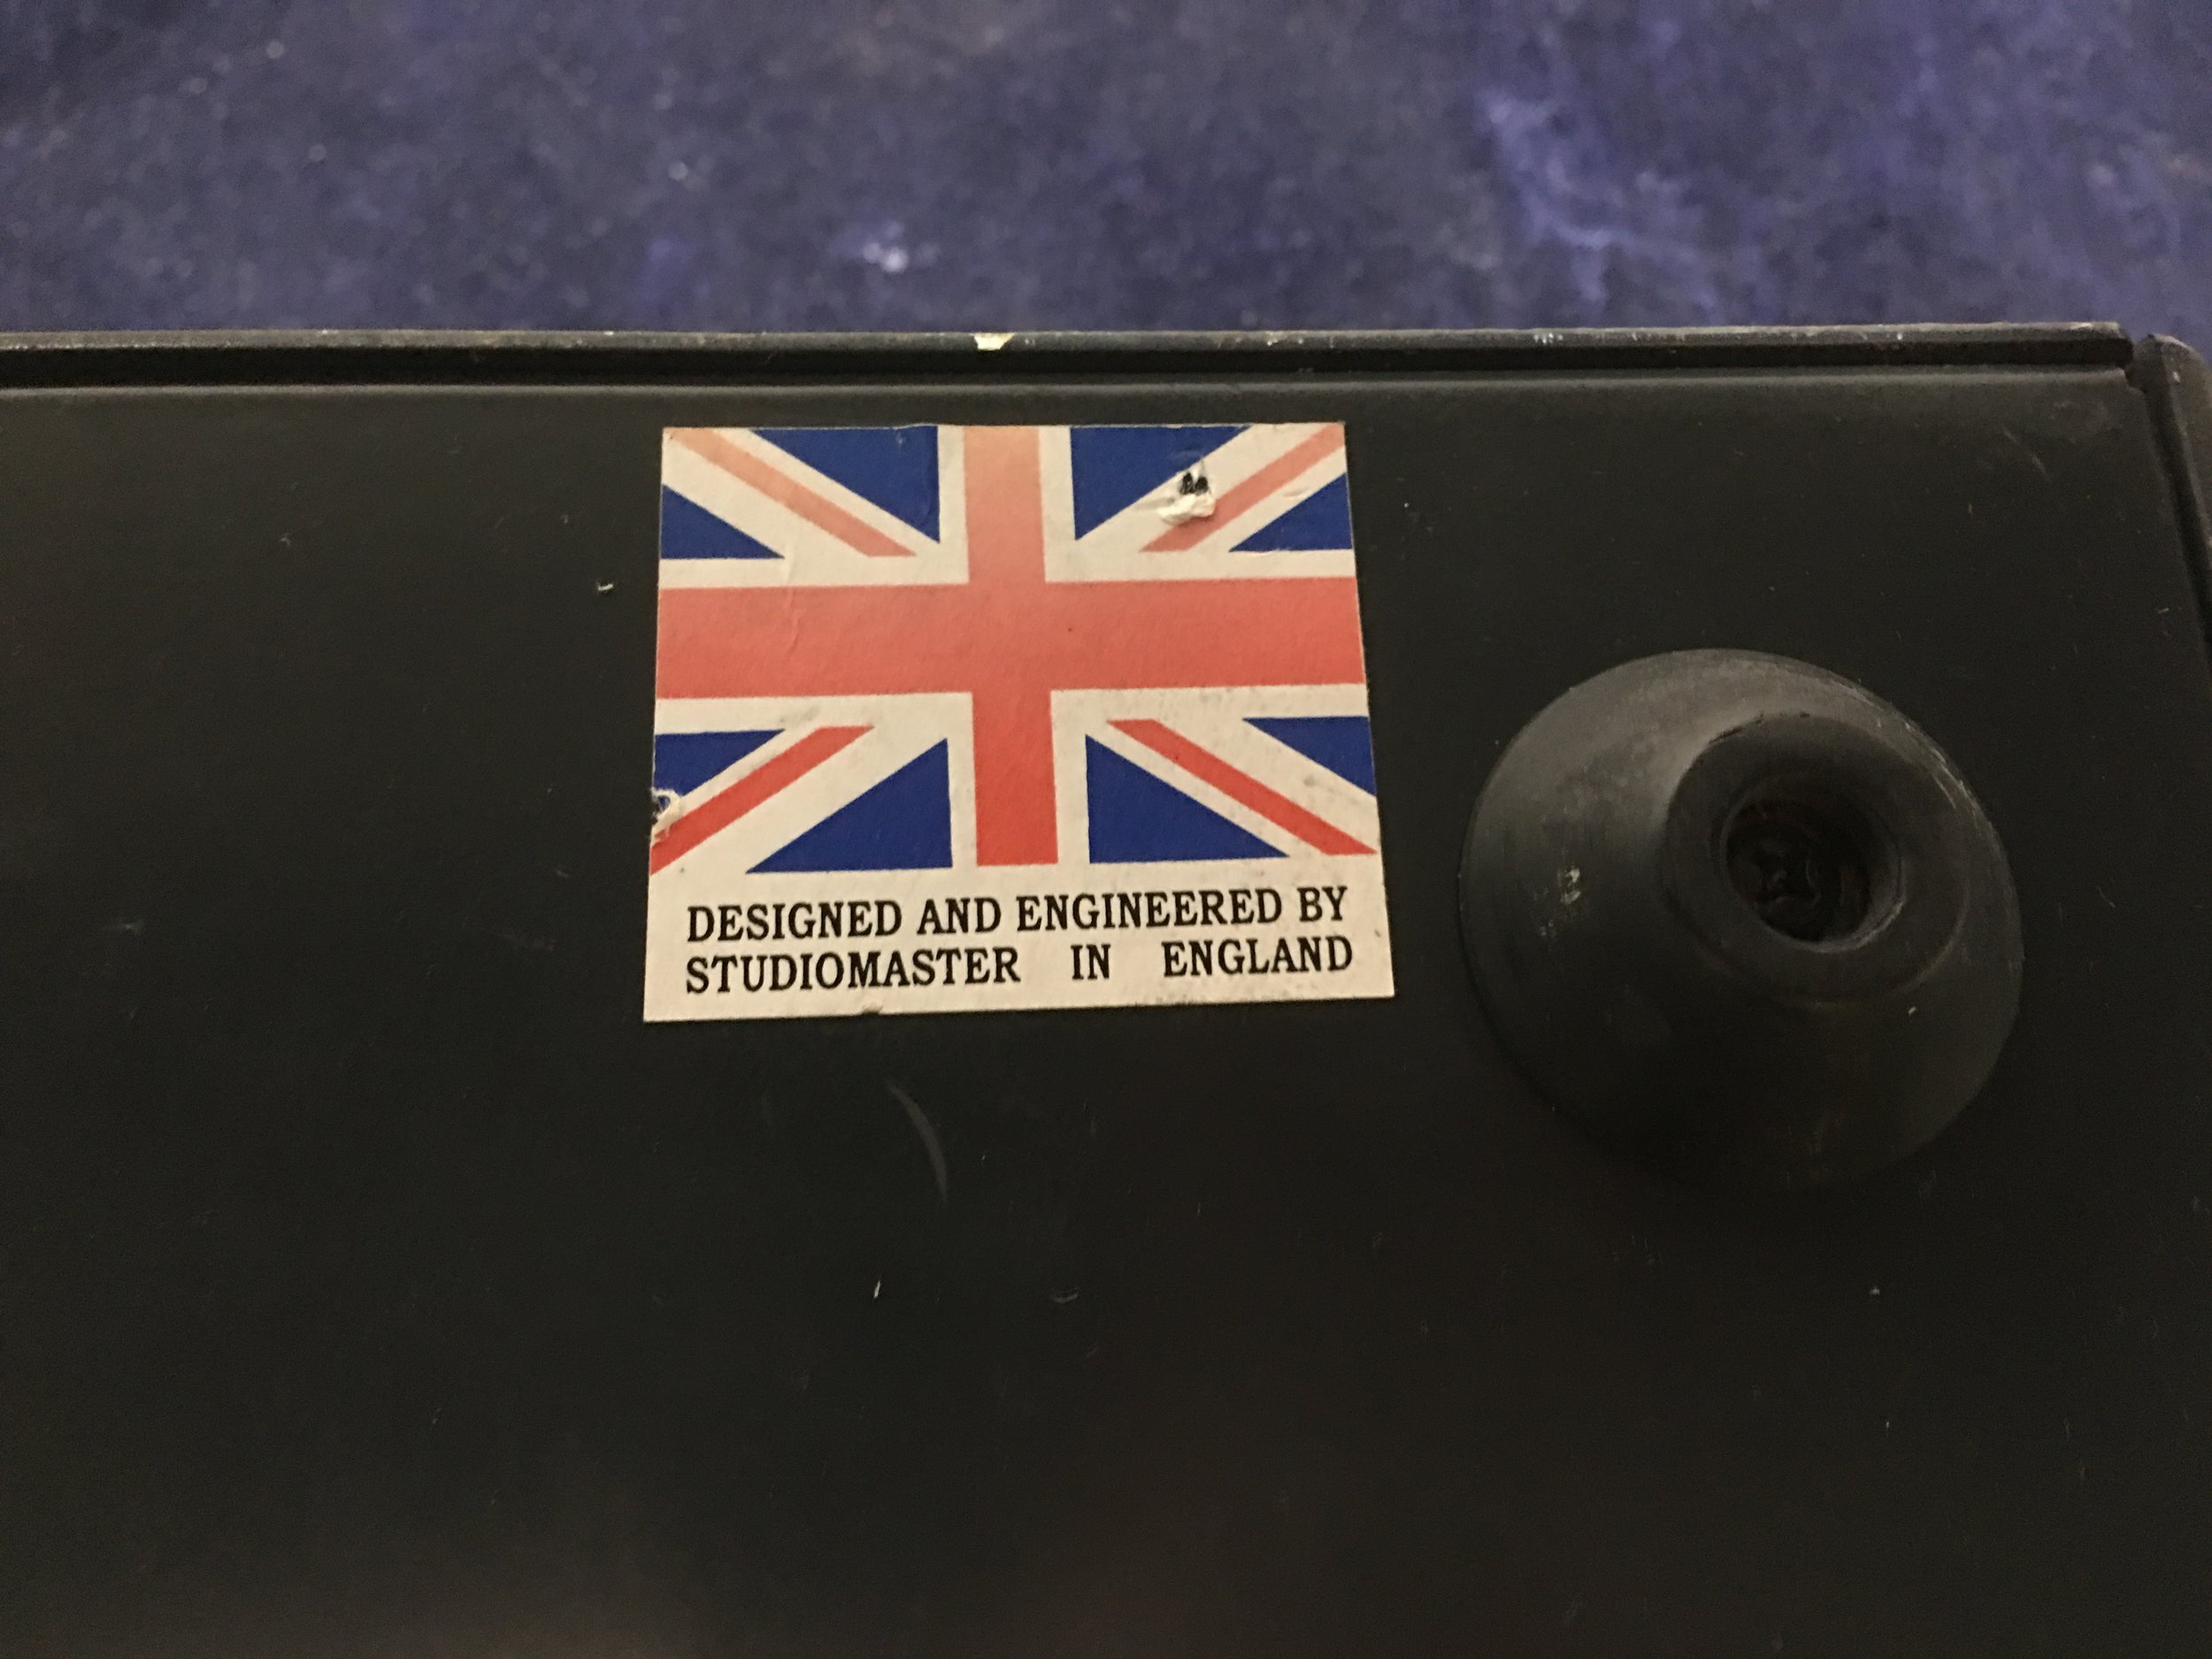 DESIGNED AND ENGINEERED BY
STUDIOMASTER IN ENGLAND